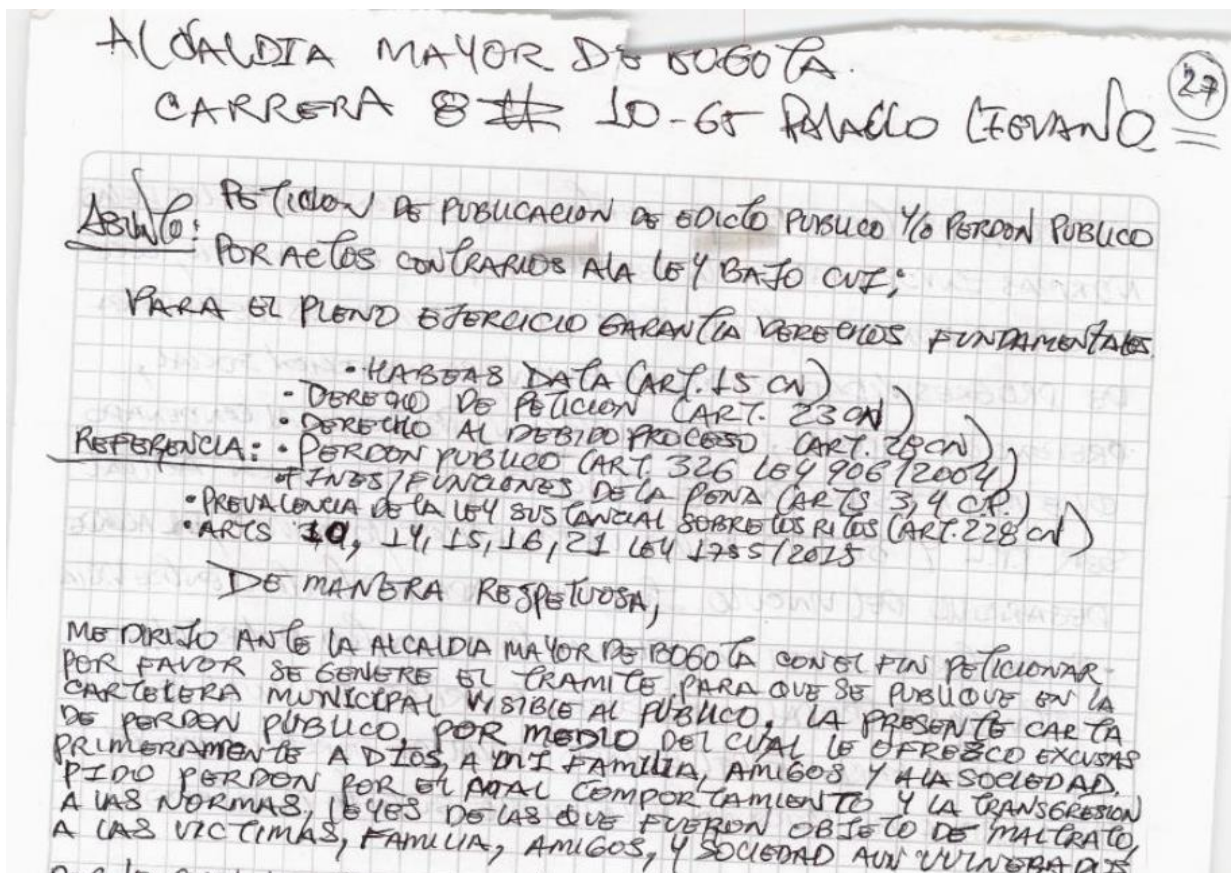 ALCALDIA MAYOR DE BOGOTA.
CARRERA 8 # 10-65 PALACIO LIEVANO
27
ASUNTO: PETICION DE PUBLICACION DE EDICTO PUBLICO Y/O PERDON PUBLICO
POR ACTOS CONTRARIOS A LA LEY BAJO CUI;
PARA EL PLENO EJERCICIO GARANTIA DERECHOS FUNDAMENTALES.
• HABEAS DATA (ART. 15 CN)
• DERECHO DE PETICION (ART. 23 CN)
• DERECHO AL DEBIDO PROCESO (ART. 28 CN)
REFERENCIA: • PERDON PUBLICO (ART. 326 LEY 906/2004)
• FINES/FUNCIONES DE LA PENA (ARTS 3, 4 C.P.)
• PREVALENCIA DE LA LEY SUSTANCIAL SOBRE LOS RITOS (ART. 228 CN)
• ARTS 10, 14, 15, 16, 21 LEY 1755/2015
DE MANERA RESPETUOSA,
ME DIRIJO ANTE LA ALCALDIA MAYOR DE BOGOTA CON EL FIN PETICIONAR
POR FAVOR SE GENERE EL TRAMITE PARA QUE SE PUBLIQUE EN LA
CARTELERA MUNICIPAL VISIBLE AL PUBLICO. LA PRESENTE CARTA
DE PERDON PUBLICO, POR MEDIO DEL CUAL LE OFREZCO EXCUSAS
PRIMERAMENTE A DIOS, A MI FAMILIA, AMIGOS Y A LA SOCIEDAD.
PIDO PERDON POR EL MAL COMPORTAMIENTO Y LA TRANSGRESION
A LAS NORMAS, LEYES DE LAS QUE FUERON OBJETO DE MALTRATO,
A LAS VICTIMAS, FAMILIA, AMIGOS, Y SOCIEDAD AUN VULNERADOS